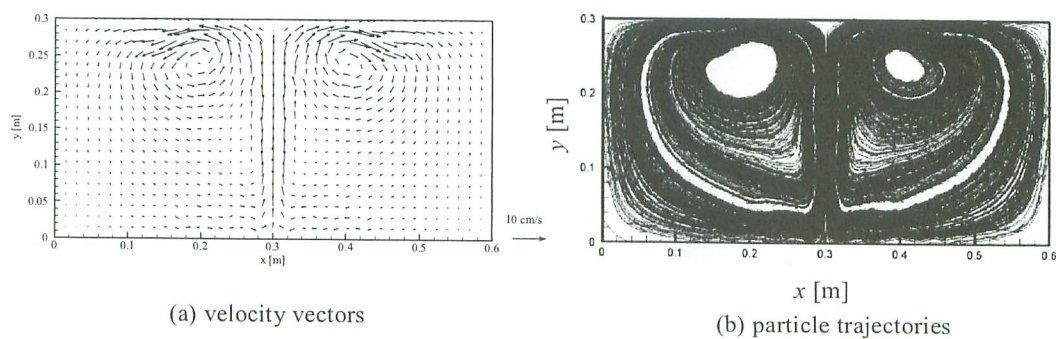 0.3
0.25
0.2
0.15
0.1
0.05
0
y [m]
0 0.1 0.2 0.3 0.4 0.5 0.6
x [m]
10 cm/s
(a) velocity vectors
0.3
0.2
0.1
0
y [m]
0 0.1 0.2 0.3 0.4 0.5 0.6
x [m]
(b) particle trajectories